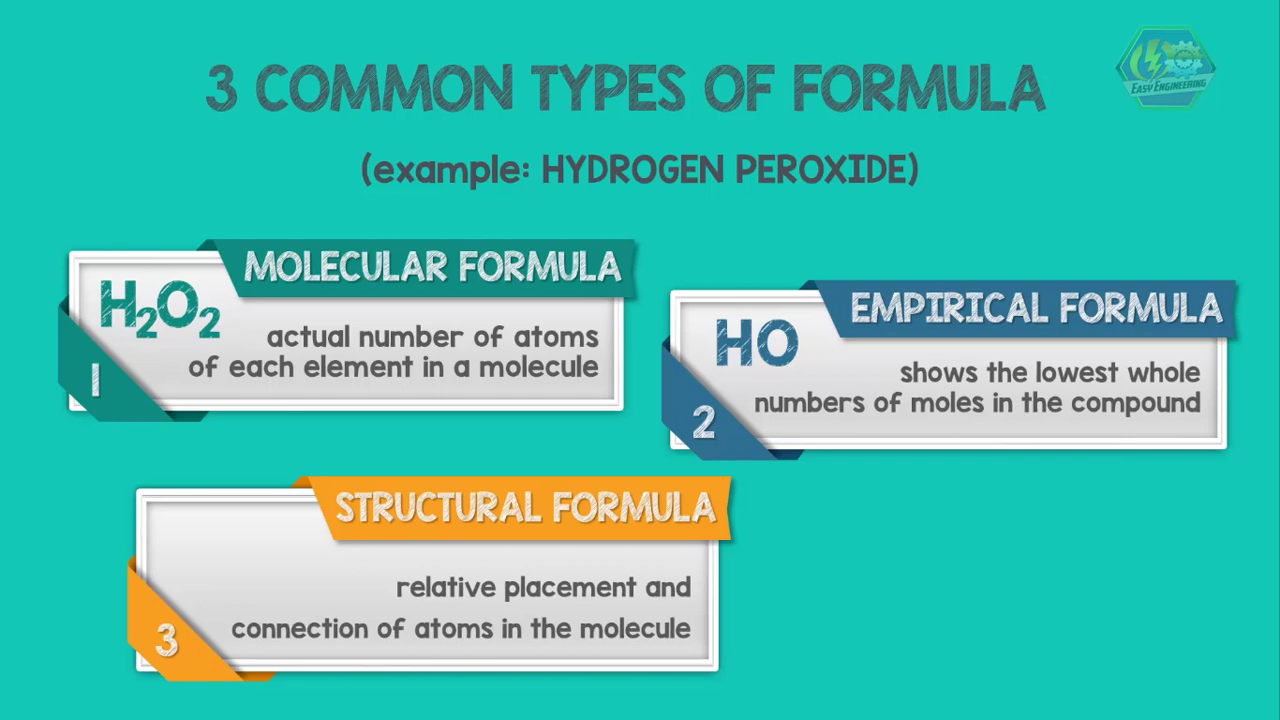 3 COMMON TYPES OF FORMULA
EASY ENGINEERING
(example: HYDROGEN PEROXIDE)
MOLECULAR FORMULA
H₂O₂
actual number of atoms
of each element in a molecule
1
EMPIRICAL FORMULA
HO
shows the lowest whole
numbers of moles in the compound
2
STRUCTURAL FORMULA
relative placement and
connection of atoms in the molecule
3